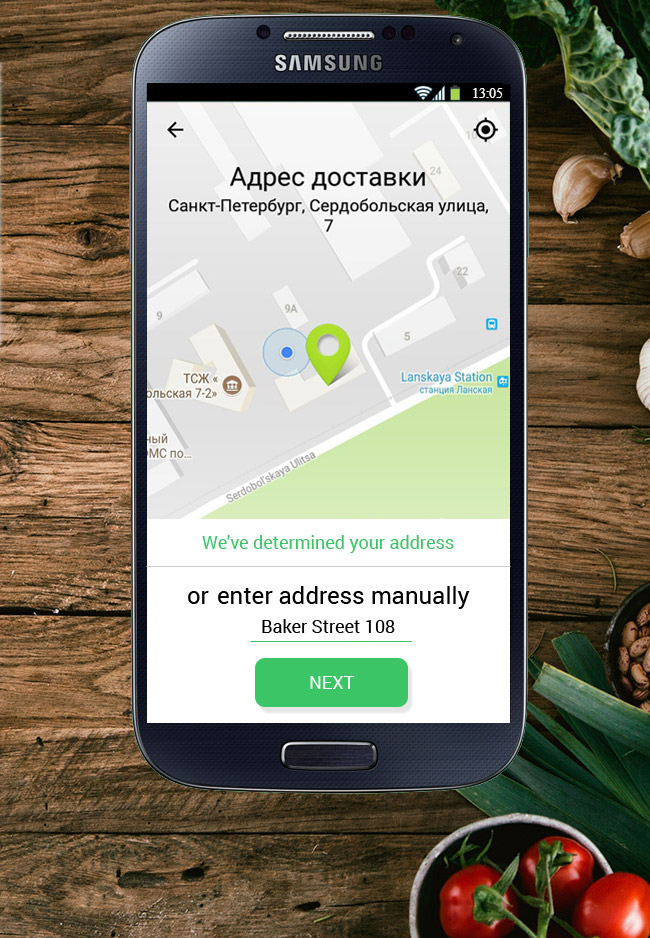 SAMSUNG
13:05
10
Адрес доставки
24
Санкт-Петербург, Сердобольская улица,
7
22
9
9А
5
ТСЖ «
ольская 7-2»
Lanskaya Station
станция Ланская
ный
ОМС по...
Serdobol'skaya Ulitsa
We've determined your address
or enter address manually
Baker Street 108
NEXT